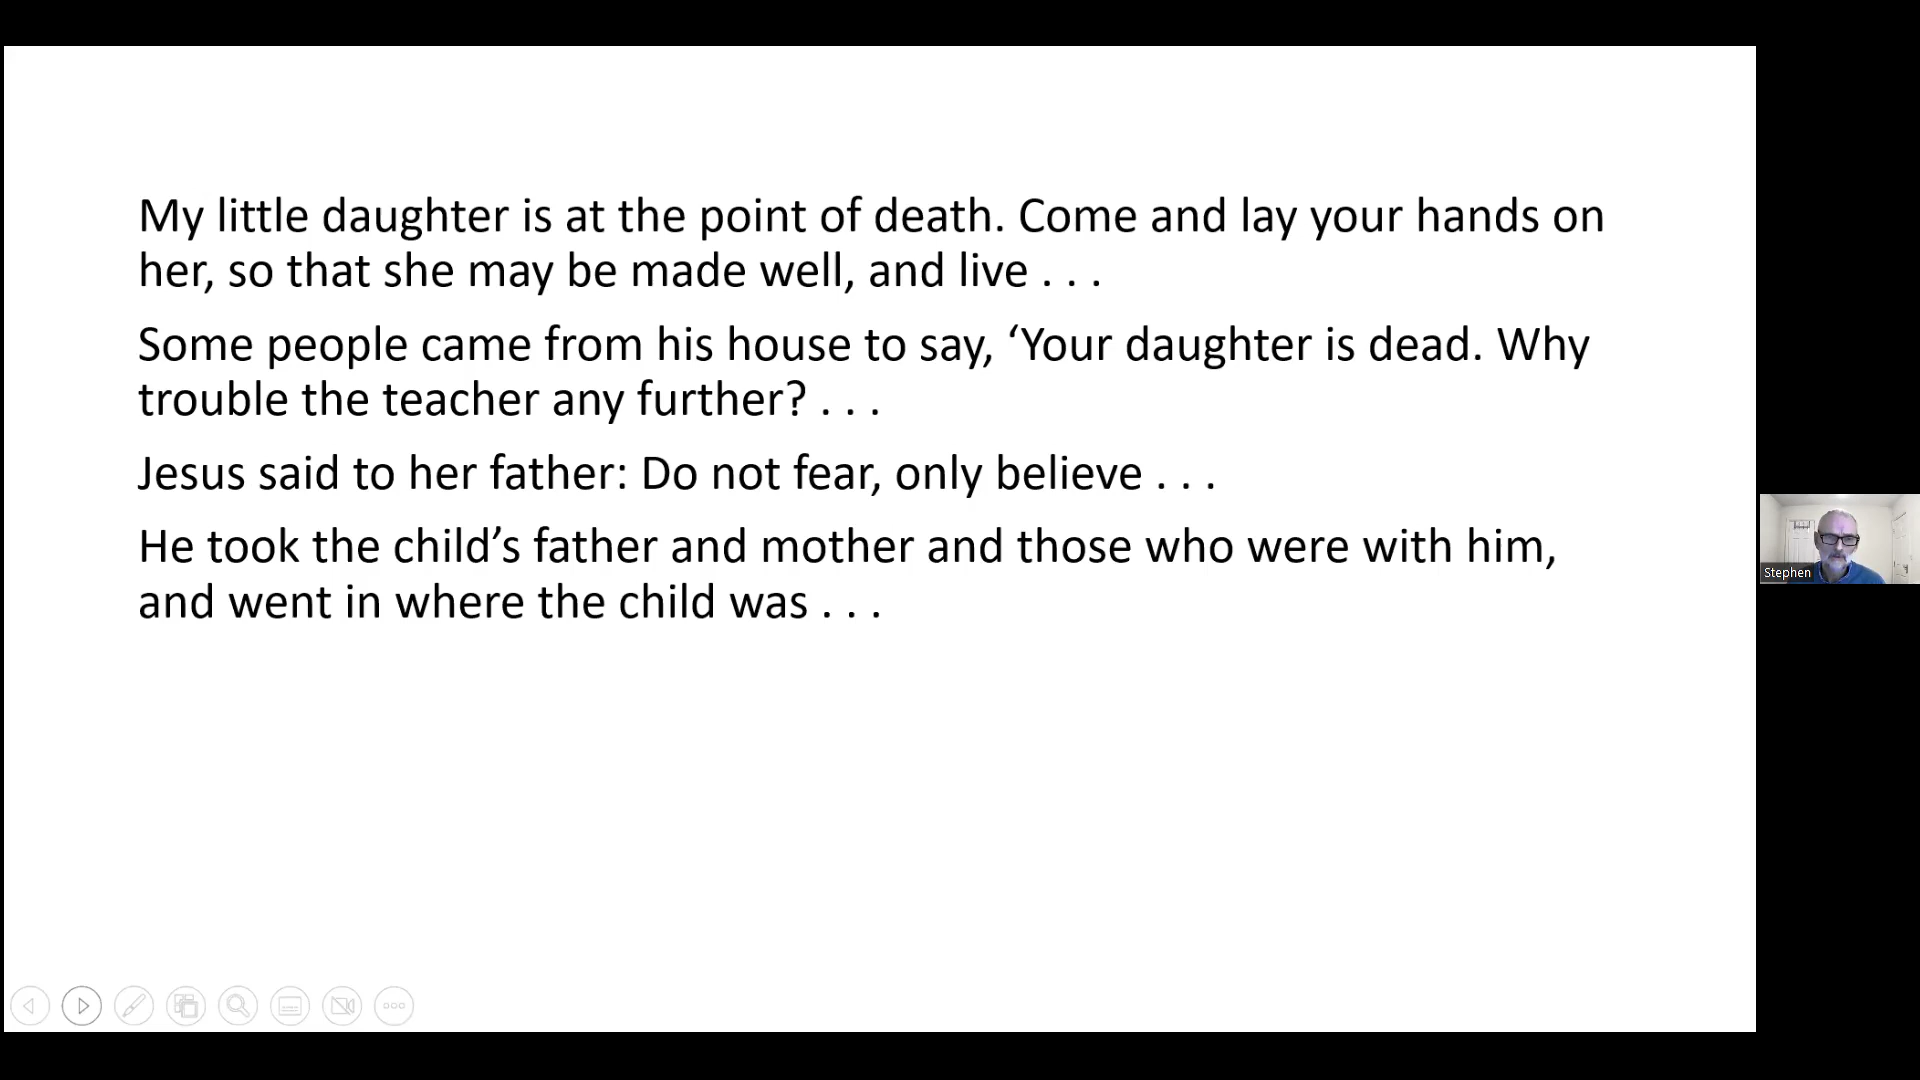 My little daughter is at the point of death. Come and lay your hands on
her, so that she may be made well, and live . . .
Some people came from his house to say, ‘Your daughter is dead. Why
trouble the teacher any further? . . .
Jesus said to her father: Do not fear, only believe . . .
He took the child’s father and mother and those who were with him,
and went in where the child was . . .
Stephen